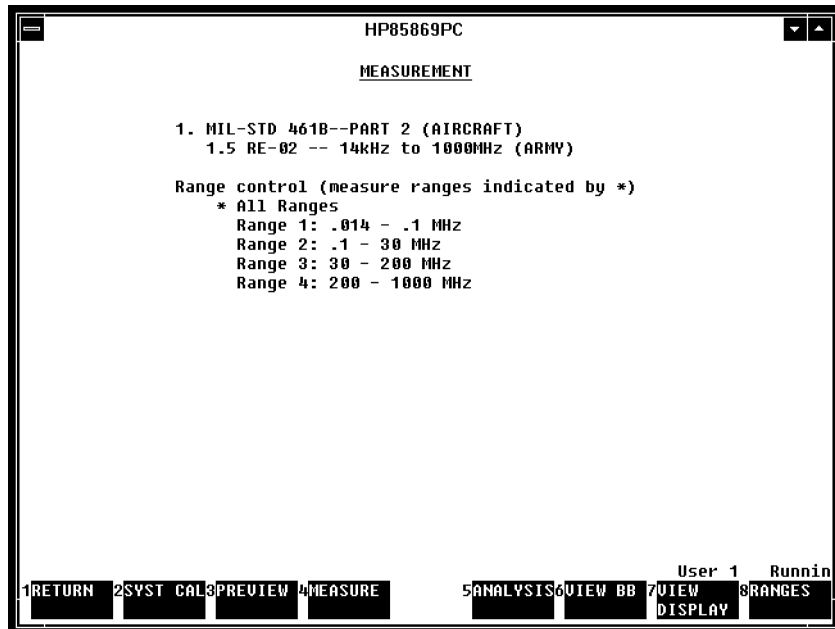 HP85869PC
MEASUREMENT
1. MIL-STD 461B--PART 2 (AIRCRAFT)
1.5 RE-02 -- 14kHz to 1000MHz (ARMY)
Range control (measure ranges indicated by *)
* All Ranges
Range 1: .014 - .1 MHz
Range 2: .1 - 30 MHz
Range 3: 30 - 200 MHz
Range 4: 200 - 1000 MHz
User 1 Runnin
1RETURN 2SYST CAL 3PREVIEW 4MEASURE 5ANALYSIS 6VIEW BB 7VIEW DISPLAY 8RANGES